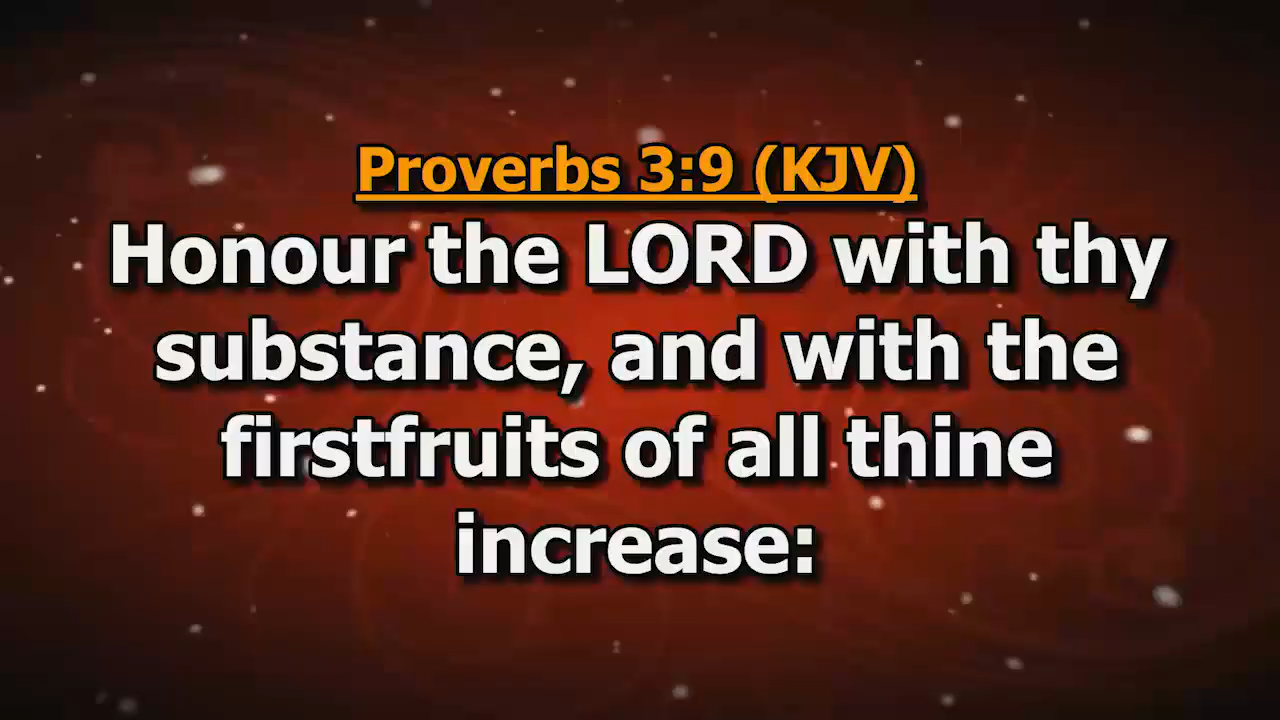 Proverbs 3:9 (KJV)
Honour the LORD with thy
substance, and with the
firstfruits of all thine
increase: